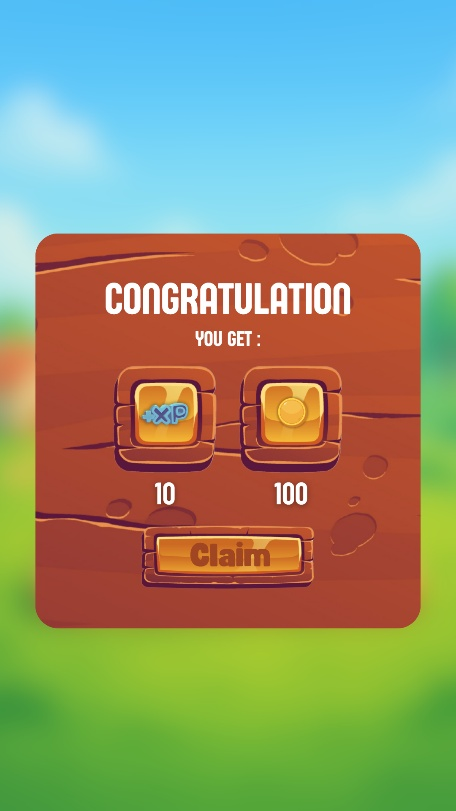 CONGRATULATION
YOU GET :
+XP
10 100
Claim